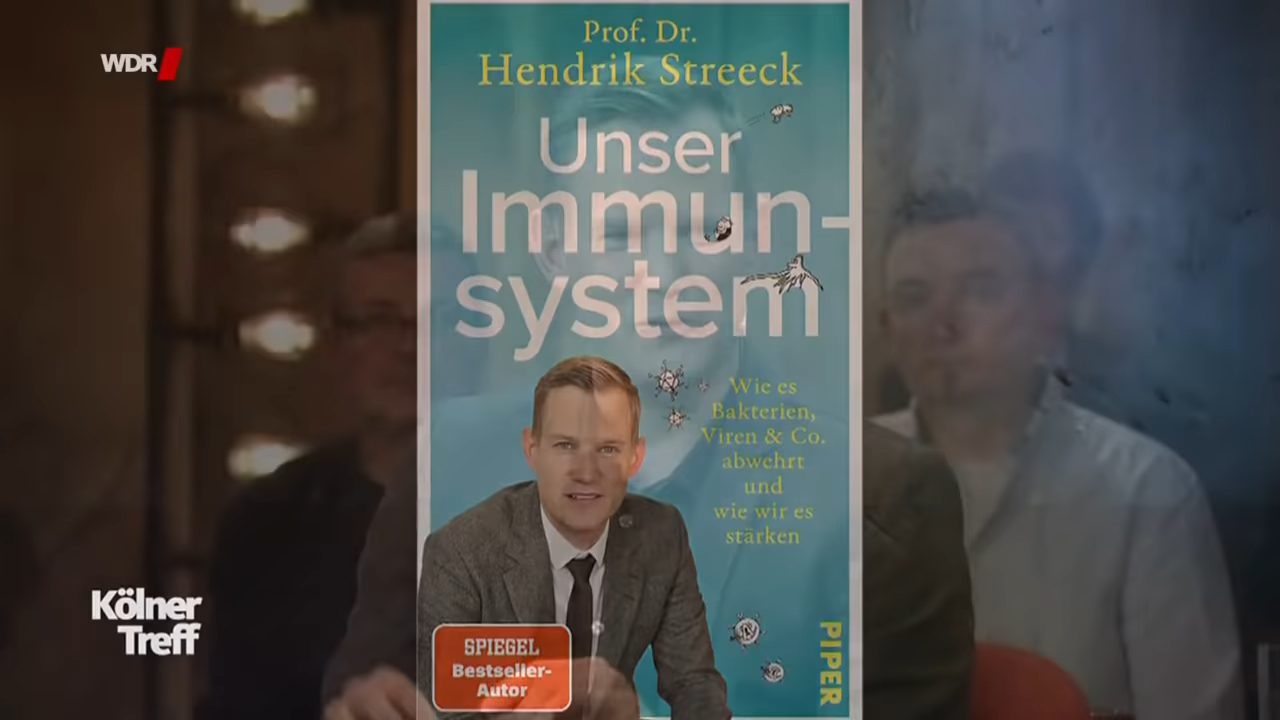 WDR
Prof. Dr.
Hendrik Streeck
Unser
Immun-
system
Wie es
Bakterien,
Viren & Co.
abwehrt
und
wie wir es
stärken
Kölner
Treff
SPIEGEL
Bestseller-
Autor
PIPER